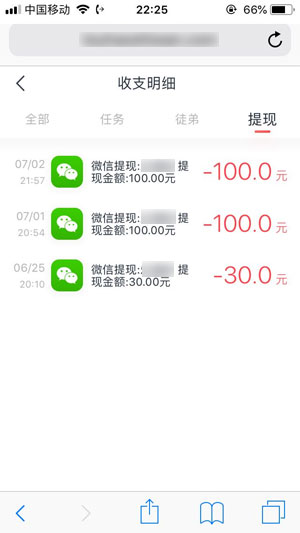 中国移动 22:25 66%
收支明细
全部 任务 徒弟 提现
07/02 微信提现: 提 -100.0 元
21:57 现金额:100.00元
07/01 微信提现: 提 -100.0 元
20:54 现金额:100.00元
06/25 微信提现: 提 -30.0 元
20:10 现金额:30.00元